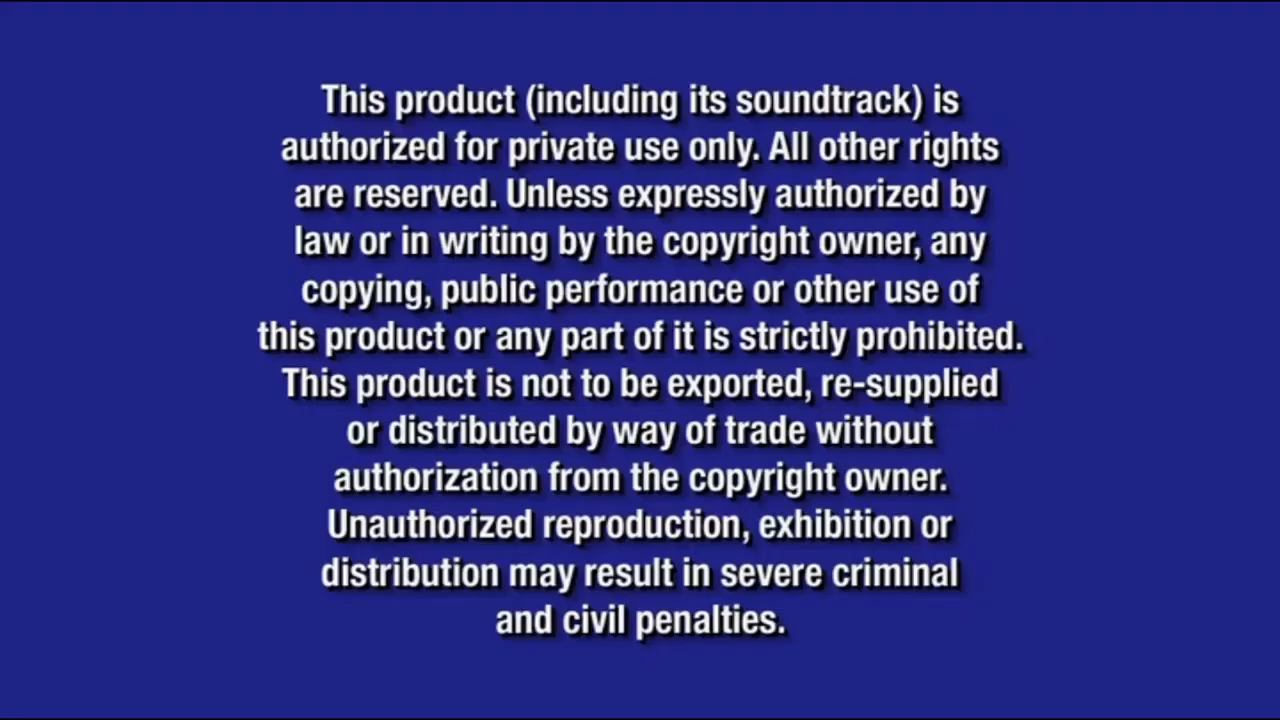 This product (including its soundtrack) is
authorized for private use only. All other rights
are reserved. Unless expressly authorized by
law or in writing by the copyright owner, any
copying, public performance or other use of
this product or any part of it is strictly prohibited.
This product is not to be exported, re-supplied
or distributed by way of trade without
authorization from the copyright owner.
Unauthorized reproduction, exhibition or
distribution may result in severe criminal
and civil penalties.